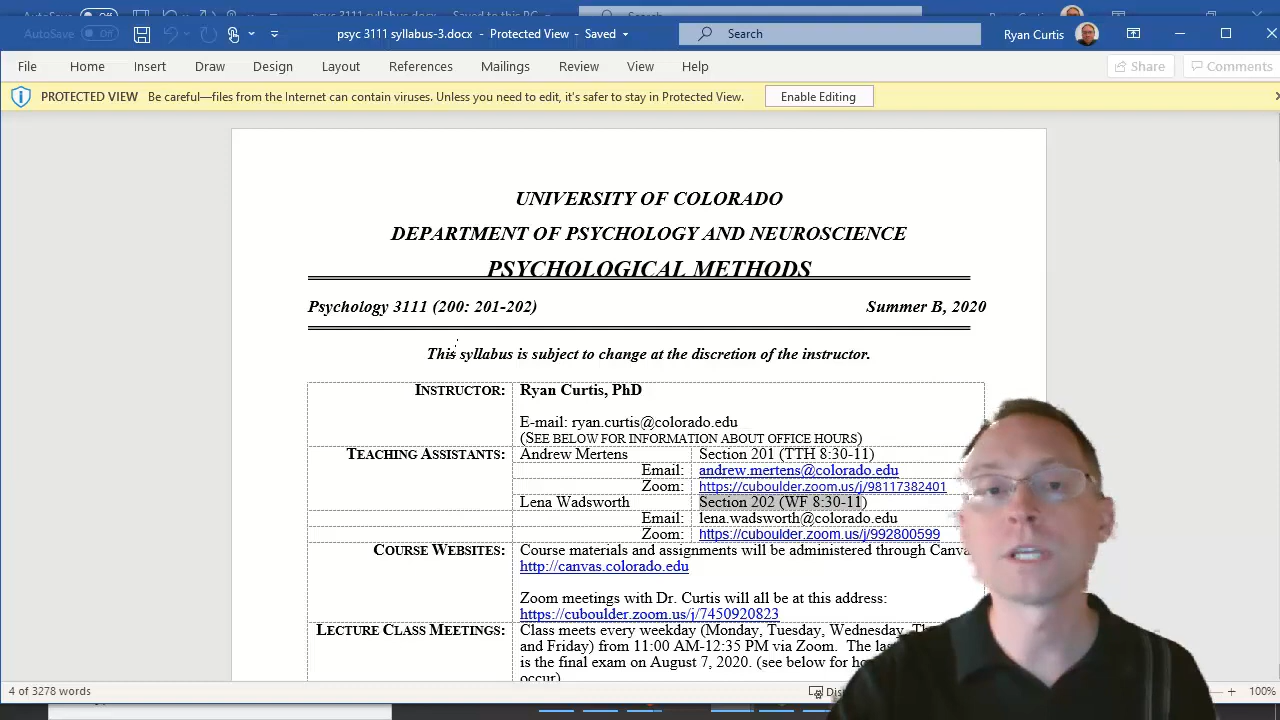 AutoSave Off psyc 3111 syllabus-3.docx - Protected View - Saved Search Ryan Curtis
File Home Insert Draw Design Layout References Mailings Review View Help Share Comments
PROTECTED VIEW Be careful—files from the Internet can contain viruses. Unless you need to edit, it's safer to stay in Protected View. Enable Editing
UNIVERSITY OF COLORADO
DEPARTMENT OF PSYCHOLOGY AND NEUROSCIENCE
PSYCHOLOGICAL METHODS
Psychology 3111 (200: 201-202) Summer B, 2020
This syllabus is subject to change at the discretion of the instructor.
INSTRUCTOR: Ryan Curtis, PhD
E-mail: ryan.curtis@colorado.edu
(SEE BELOW FOR INFORMATION ABOUT OFFICE HOURS)
TEACHING ASSISTANTS: Andrew Mertens Section 201 (TTH 8:30-11)
Email: andrew.mertens@colorado.edu
Zoom: https://cuboulder.zoom.us/j/98117382401
Lena Wadsworth Section 202 (WF 8:30-11)
Email: lena.wadsworth@colorado.edu
Zoom: https://cuboulder.zoom.us/j/992800599
COURSE WEBSITES: Course materials and assignments will be administered through Canva
http://canvas.colorado.edu
Zoom meetings with Dr. Curtis will all be at this address:
https://cuboulder.zoom.us/j/7450920823
LECTURE CLASS MEETINGS: Class meets every weekday (Monday, Tuesday, Wednesday, Th
and Friday) from 11:00 AM-12:35 PM via Zoom. The la
is the final exam on August 7, 2020. (see below for ho
occur)
4 of 3278 words 100%